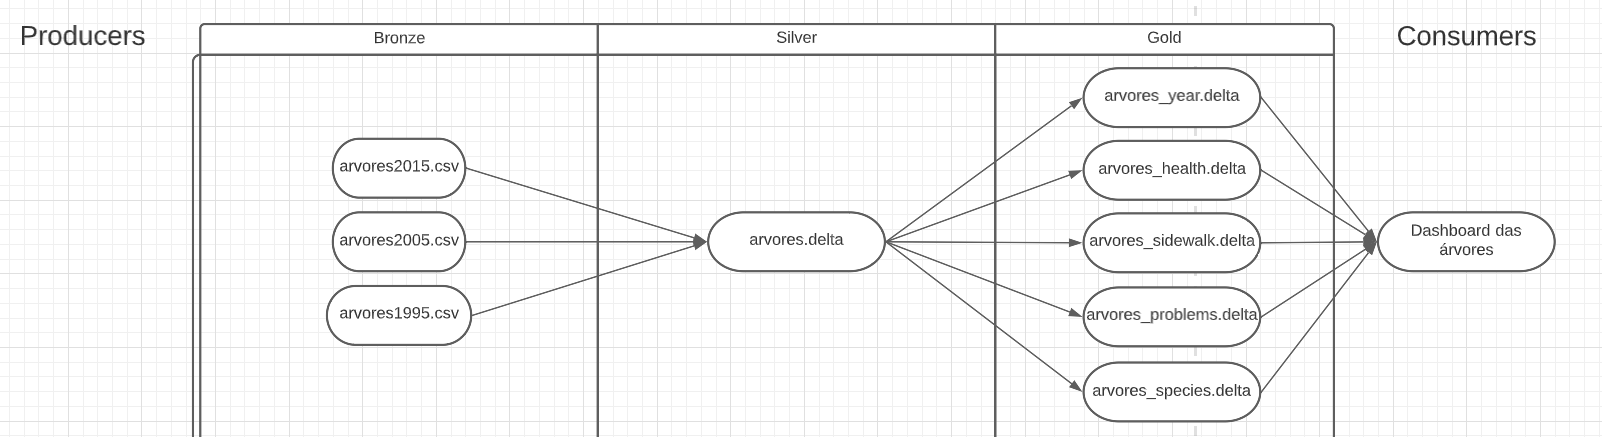 Producers
Bronze
Silver
Gold
Consumers
arvores2015.csv
arvores2005.csv
arvores1995.csv
arvores.delta
arvores_year.delta
arvores_health.delta
arvores_sidewalk.delta
arvores_problems.delta
arvores_species.delta
Dashboard das
árvores